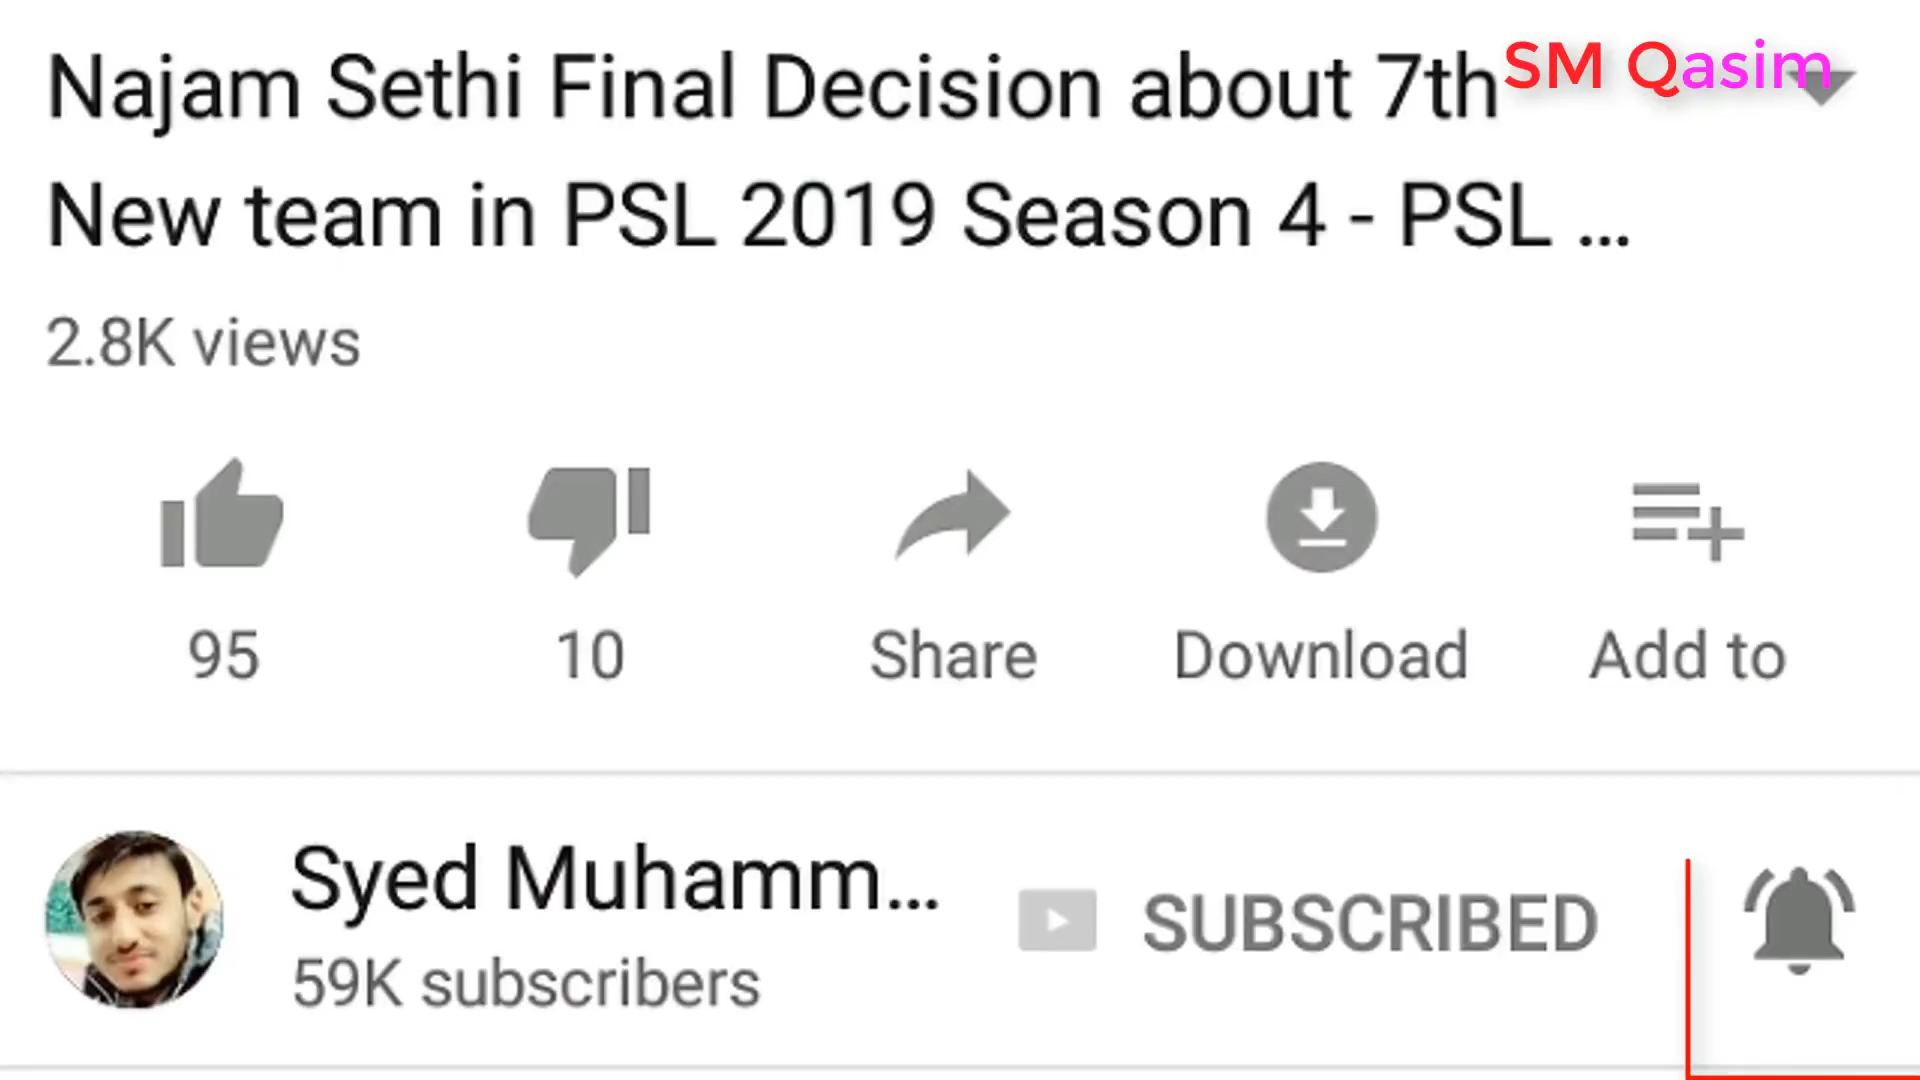 Najam Sethi Final Decision about 7th
SM Qasim
New team in PSL 2019 Season 4 - PSL ...
2.8K views
95
10
Share
Download
Add to
Syed Muhamm...
SUBSCRIBED
59K subscribers